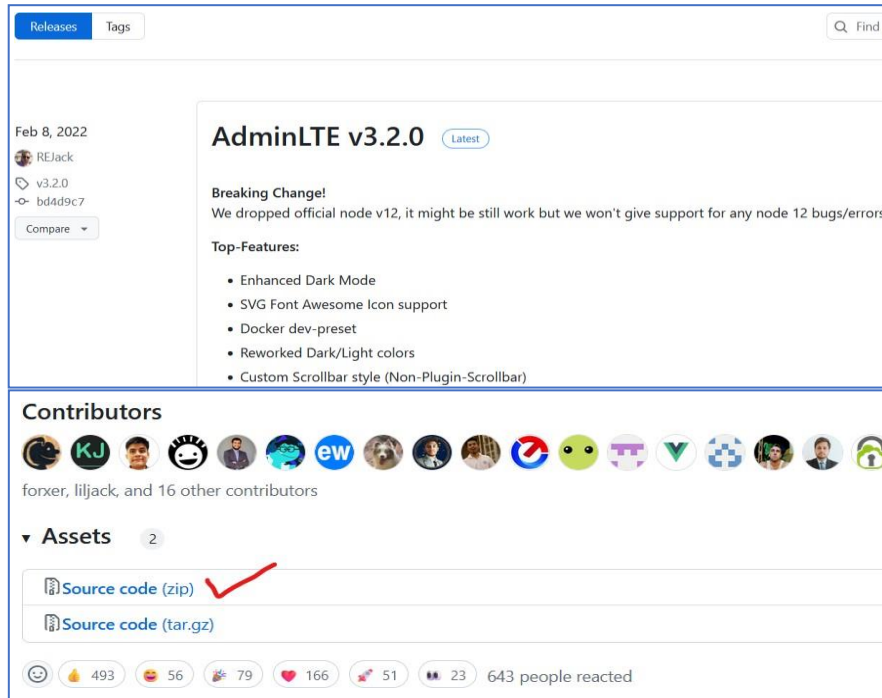 Releases
Tags
Find
Feb 8, 2022
REJack
v3.2.0
bd4d9c7
Compare
AdminLTE v3.2.0 Latest
Breaking Change!
We dropped official node v12, it might be still work but we won't give support for any node 12 bugs/errors
Top-Features:
• Enhanced Dark Mode
• SVG Font Awesome Icon support
• Docker dev-preset
• Reworked Dark/Light colors
• Custom Scrollbar style (Non-Plugin-Scrollbar)
Contributors
KJ
ew
forxer, liljack, and 16 other contributors
Assets 2
Source code (zip)
Source code (tar.gz)
493 56 79 166 51 23 643 people reacted